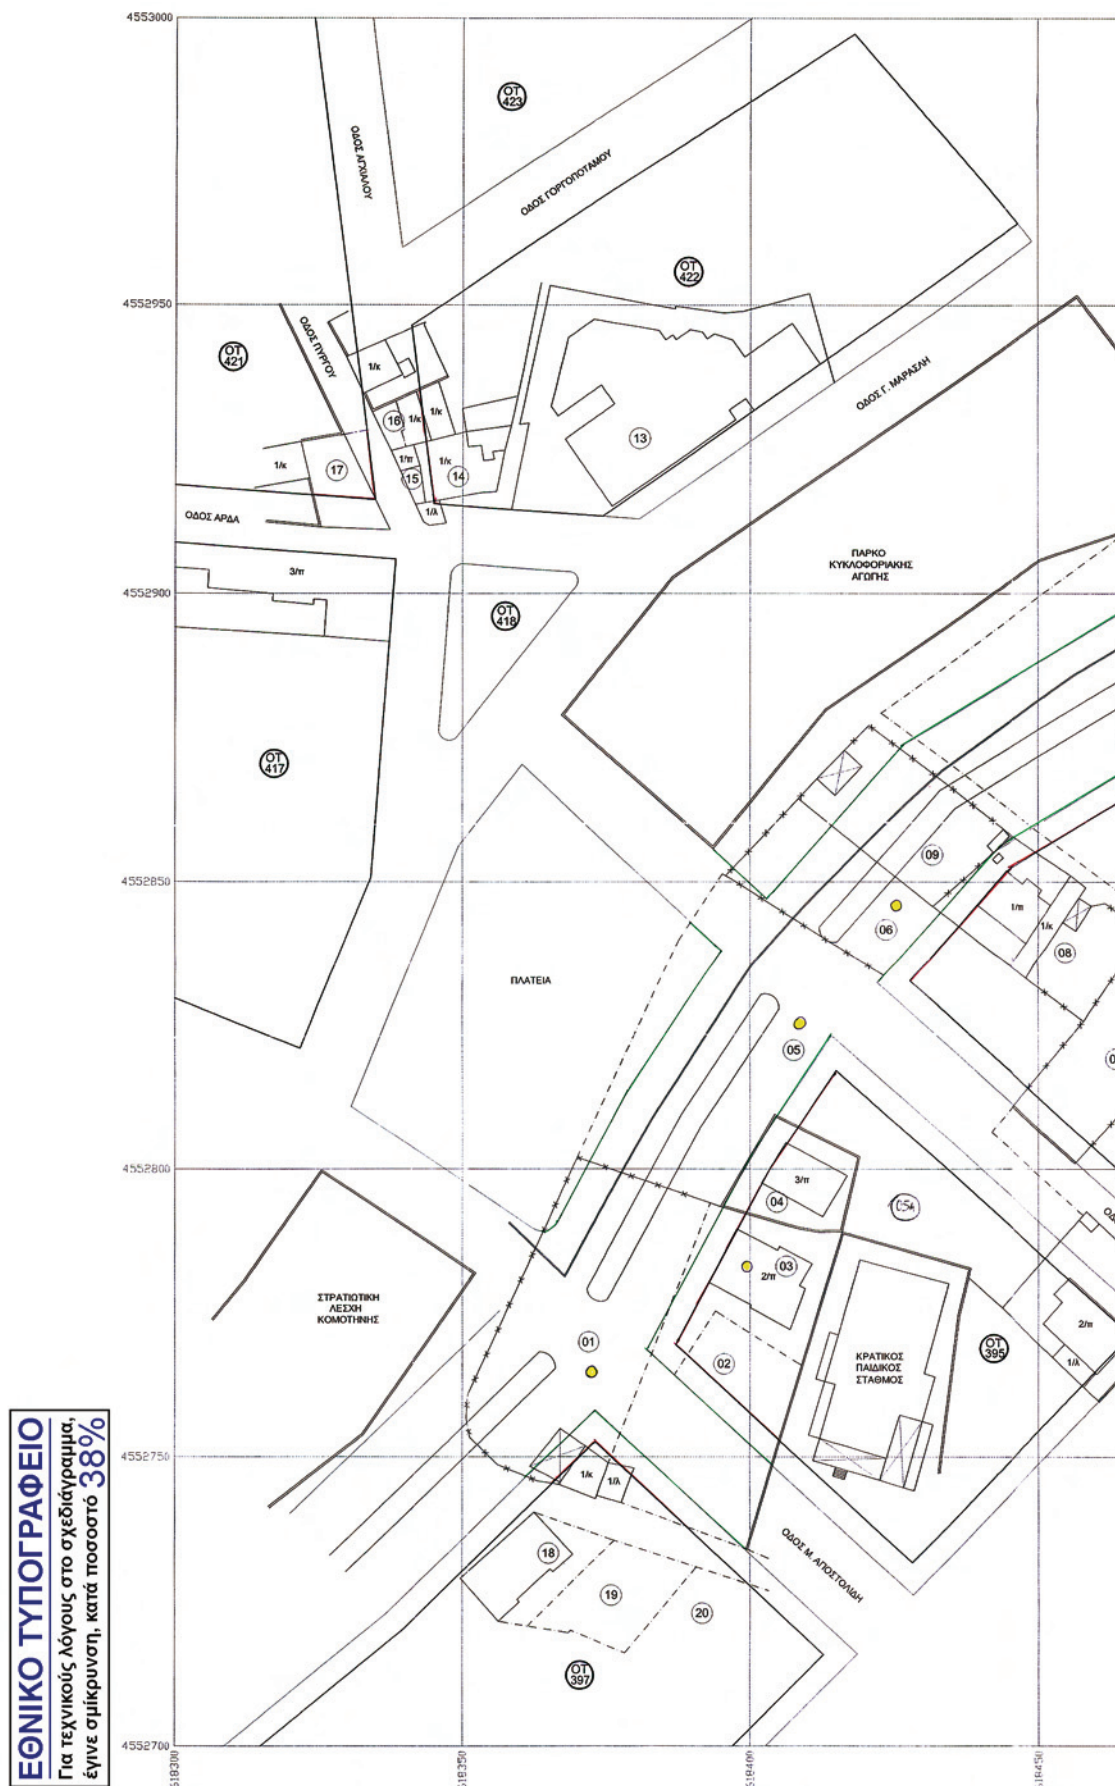 4553000
ΟΤ
423
ΟΔΟΣ ΑΓΧΙΑΛΟΥ
ΟΔΟΣ ΓΟΡΓΟΠΟΤΑΜΟΥ
ΟΤ
422
4552950
ΟΔΟΣ ΠΥΡΓΟΥ
ΟΤ
421
1/κ
ΟΔΟΣ Γ. ΜΑΡΑΣΛΗ
16
1/κ
1/κ
13
1/π
1/κ
1/κ
17
15
14
1/λ
ΟΔΟΣ ΑΡΔΑ
ΠΑΡΚΟ
ΚΥΚΛΟΦΟΡΙΑΚΗΣ
ΑΓΩΓΗΣ
3/π
4552900
ΟΤ
418
ΟΤ
417
09
4552850
1/π
1/κ
06
08
ΠΛΑΤΕΙΑ
05
4552800
3/π
04
05Α
03
2/π
ΣΤΡΑΤΙΩΤΙΚΗ
ΛΕΣΧΗ
ΚΟΜΟΤΗΝΗΣ
01
02
ΚΡΑΤΙΚΟΣ
ΠΑΙΔΙΚΟΣ
ΣΤΑΘΜΟΣ
ΟΤ
395
2/π
1/λ
4552750
1/κ
1/λ
ΟΔΟΣ Μ. ΑΠΟΣΤΟΛΙΔΗ
18
19
20
ΟΤ
397
4552700
518300
518350
518400
518450
ΕΘΝΙΚΟ ΤΥΠΟΓΡΑΦΕΙΟ
Για τεχνικούς λόγους στο σχεδιάγραμμα,
έγινε σμίκρυνση, κατά ποσοστό 38%